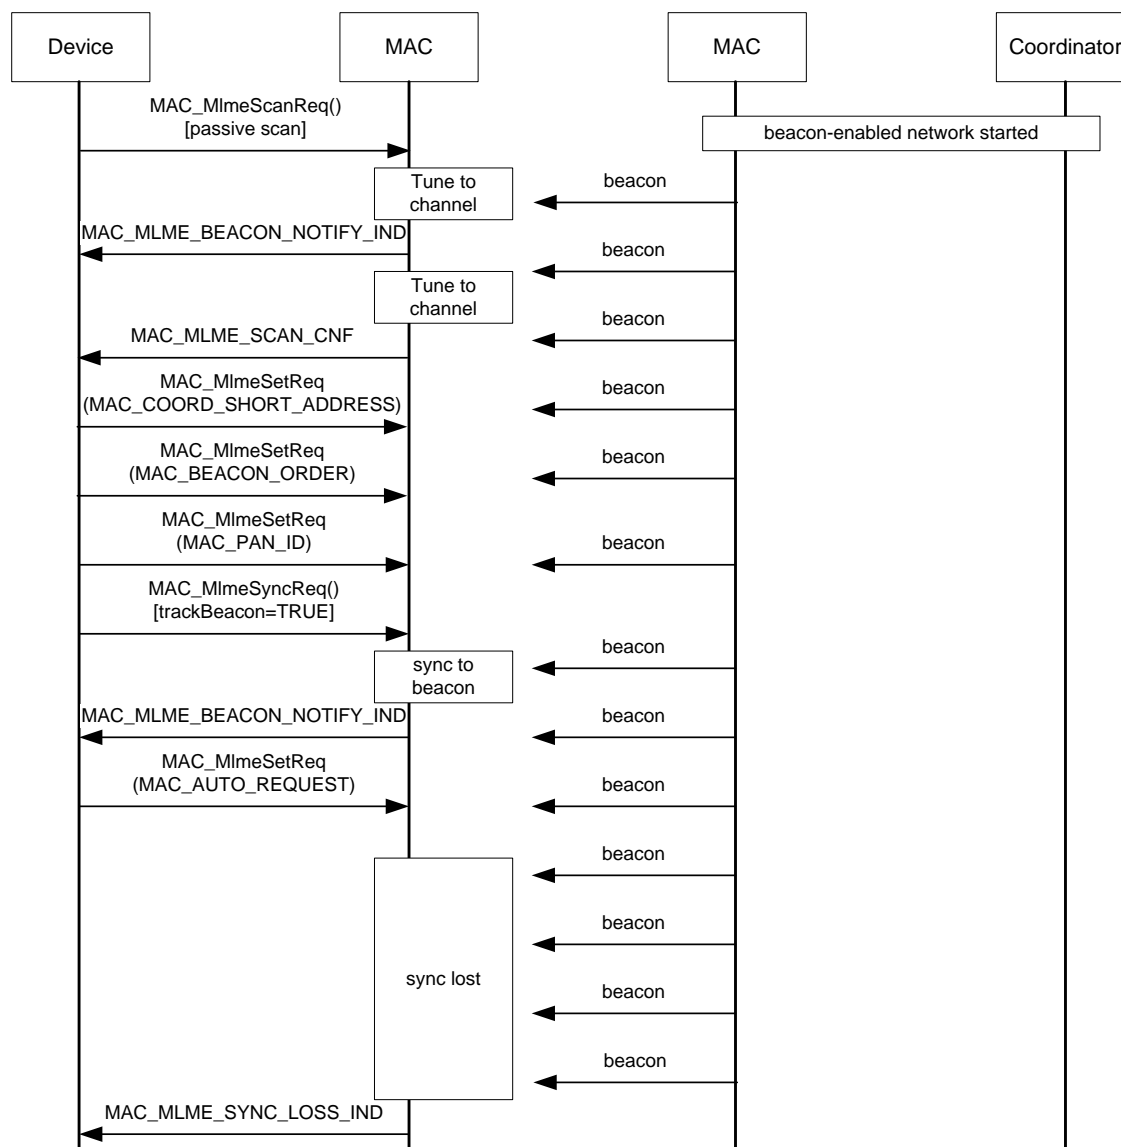 Device
MAC
MAC
Coordinator
MAC_MlmeScanReq()
[passive scan]
beacon-enabled network started
Tune to
channel
beacon
MAC_MLME_BEACON_NOTIFY_IND
beacon
Tune to
channel
beacon
MAC_MLME_SCAN_CNF
MAC_MlmeSetReq
(MAC_COORD_SHORT_ADDRESS)
beacon
MAC_MlmeSetReq
(MAC_BEACON_ORDER)
beacon
MAC_MlmeSetReq
(MAC_PAN_ID)
beacon
MAC_MlmeSyncReq()
[trackBeacon=TRUE]
beacon
sync to
beacon
MAC_MLME_BEACON_NOTIFY_IND
beacon
MAC_MlmeSetReq
(MAC_AUTO_REQUEST)
beacon
beacon
beacon
sync lost
beacon
beacon
MAC_MLME_SYNC_LOSS_IND